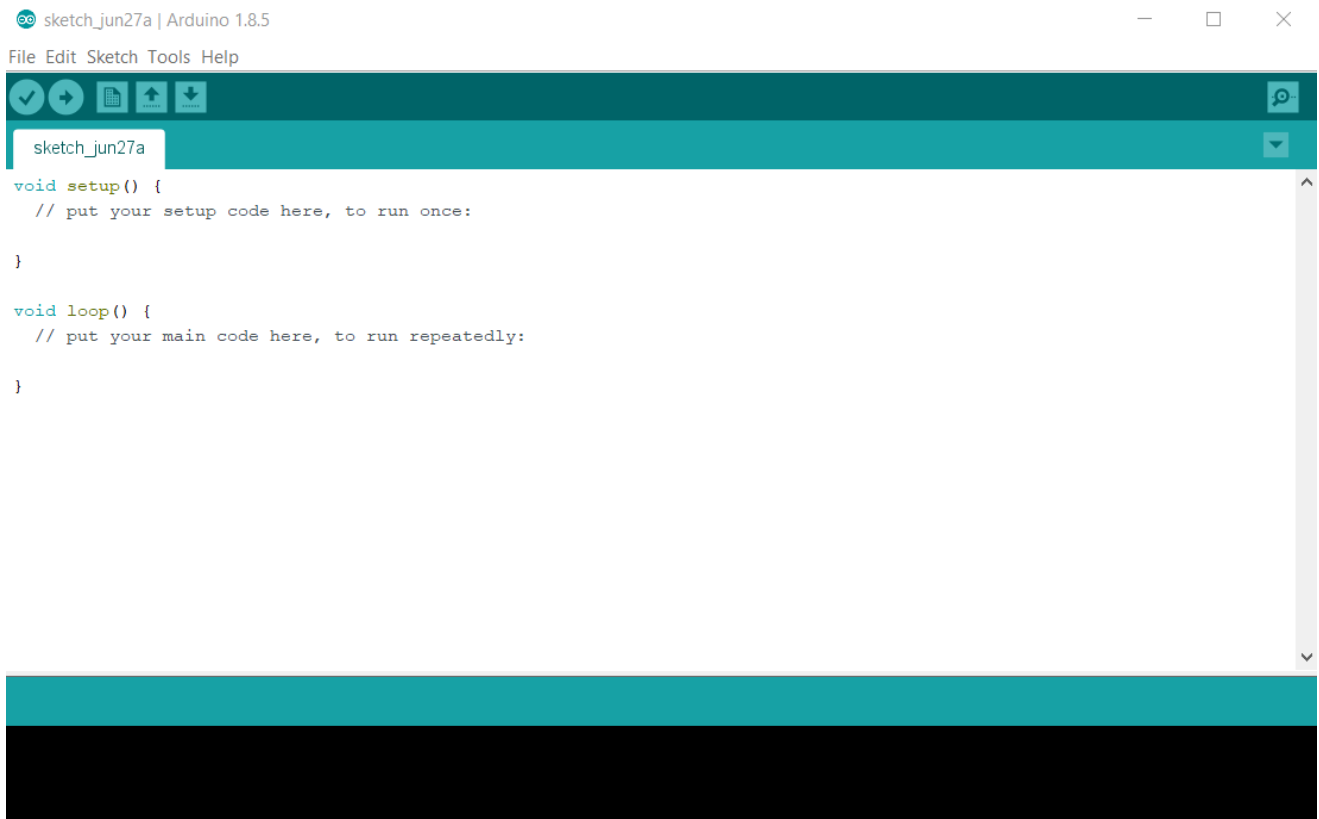 sketch_jun27a | Arduino 1.8.5
File Edit Sketch Tools Help
sketch_jun27a
void setup() {
  // put your setup code here, to run once:

}

void loop() {
  // put your main code here, to run repeatedly:

}